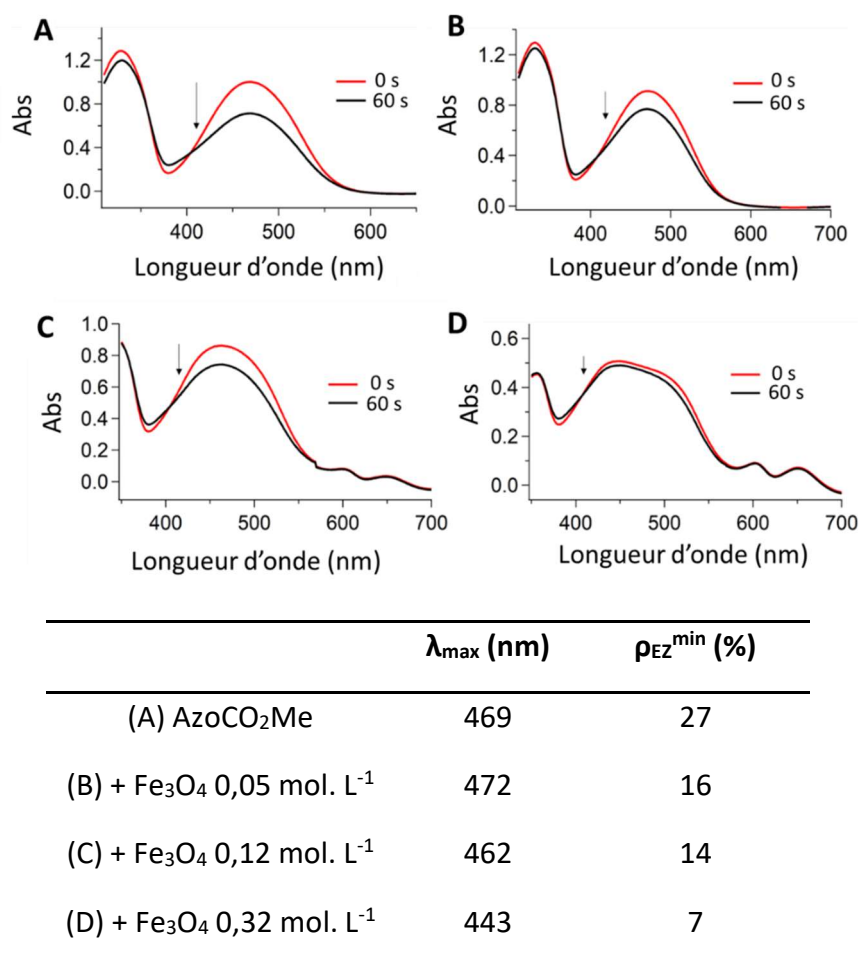 A
Abs
1.2
0.8
0.4
0.0
0 s
60 s
400 500 600
Longueur d'onde (nm)
B
Abs
1.2
0.8
0.4
0.0
0 s
60 s
400 500 600 700
Longueur d'onde (nm)
C
Abs
1.0
0.8
0.6
0.4
0.2
0.0
0 s
60 s
400 500 600 700
Longueur d'onde (nm)
D
Abs
0.6
0.4
0.2
0.0
0 s
60 s
400 500 600 700
Longueur d'onde (nm)
λmax (nm) ρEZmin (%)
(A) AzoCO2Me 469 27
(B) + Fe3O4 0,05 mol. L-1 472 16
(C) + Fe3O4 0,12 mol. L-1 462 14
(D) + Fe3O4 0,32 mol. L-1 443 7